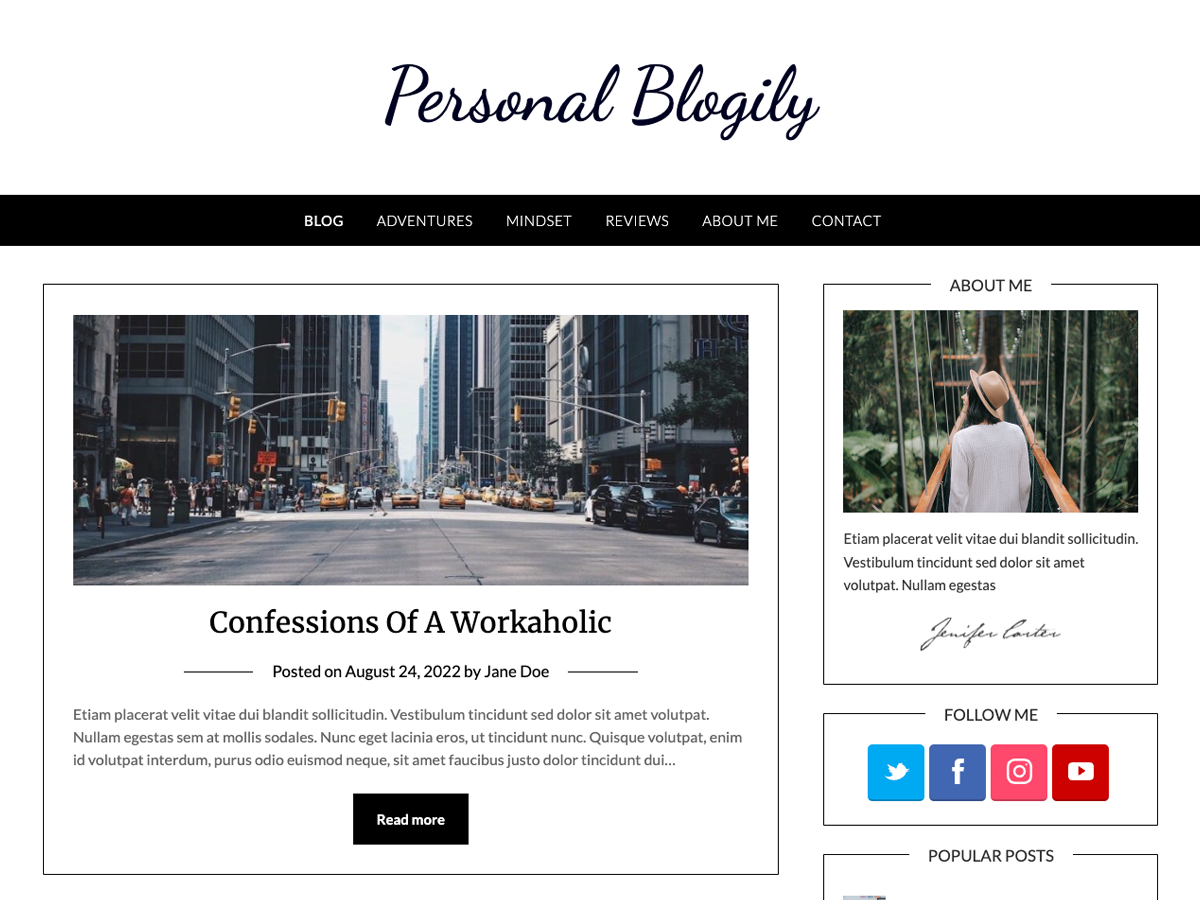 Personal Blogily
BLOG ADVENTURES MINDSET REVIEWS ABOUT ME CONTACT
Confessions Of A Workaholic
Posted on August 24, 2022 by Jane Doe
Etiam placerat velit vitae dui blandit sollicitudin. Vestibulum tincidunt sed dolor sit amet volutpat.
Nullam egestas sem at mollis sodales. Nunc eget lacinia eros, ut tincidunt nunc. Quisque volutpat, enim
id volutpat interdum, purus odio euismod neque, sit amet faucibus justo dolor tincidunt dui...
Read more
ABOUT ME
Etiam placerat velit vitae dui blandit sollicitudin.
Vestibulum tincidunt sed dolor sit amet
volutpat. Nullam egestas
Jenifer Carter
FOLLOW ME
POPULAR POSTS